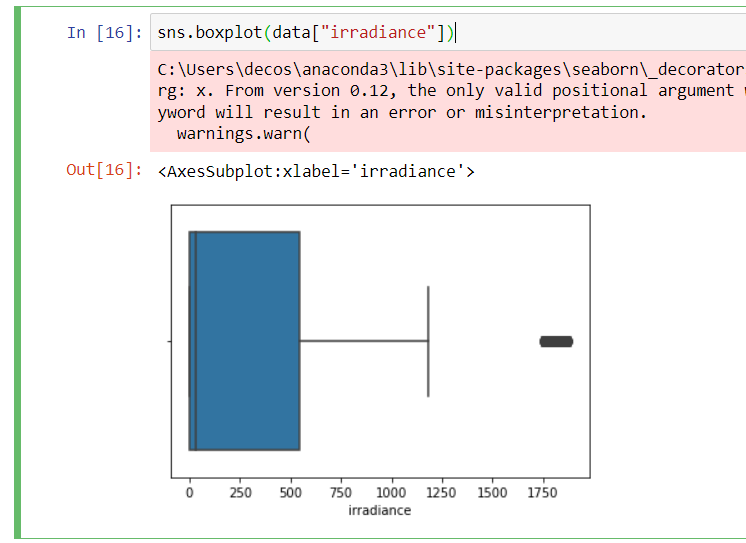 In [16]: sns.boxplot(data["irradiance"])
C:\Users\decos\anaconda3\lib\site-packages\seaborn\_decorator
rg: x. From version 0.12, the only valid positional argument
yword will result in an error or misinterpretation.
warnings.warn(
Out[16]: <AxesSubplot:xlabel='irradiance'>
0 250 500 750 1000 1250 1500 1750
irradiance